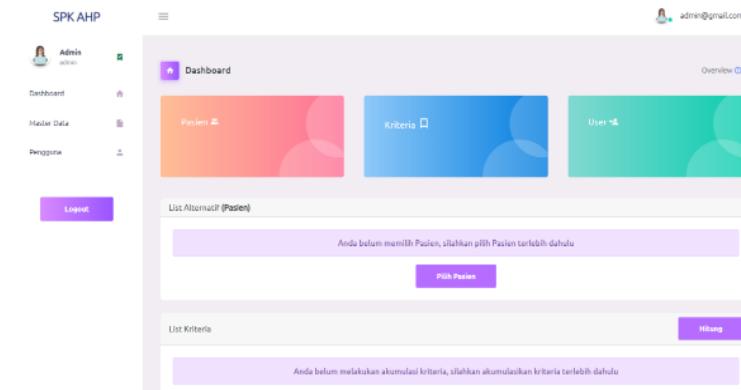 SPK AHP
admin@gmail.com
Admin
admin
Dashboard
Master Data
Pengguna
Logout
Dashboard
Overview
Pasien
Kriteria
User
List Alternatif (Pasien)
Anda belum memilih Pasien, silahkan pilih Pasien terlebih dahulu
Pilih Pasien
List Kriteria
Hitung
Anda belum melakukan akumulasi kriteria, silahkan akumulasikan kriteria terlebih dahulu